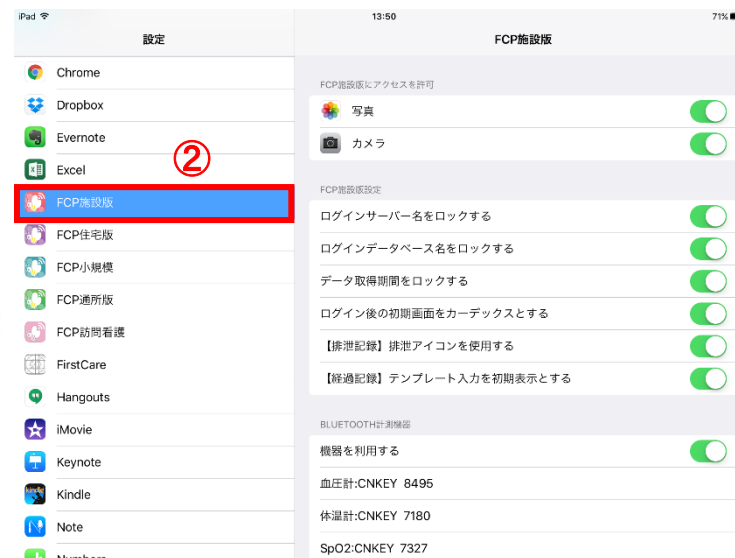 iPad 13:50 71%
設定
FCP施設版
Chrome
Dropbox
Evernote
②
Excel
FCP施設版
FCP住宅版
FCP小規模
FCP通所版
FCP訪問看護
FirstCare
Hangouts
iMovie
Keynote
Kindle
Note
Numbers
FCP施設版にアクセスを許可
写真
カメラ
FCP施設版設定
ログインサーバー名をロックする
ログインデータベース名をロックする
データ取得期間をロックする
ログイン後の初期画面をカーデックスとする
【排泄記録】排泄アイコンを使用する
【経過記録】テンプレート入力を初期表示とする
BLUETOOTH計測機器
機器を利用する
血圧計:CNKEY 8495
体温計:CNKEY 7180
SpO2:CNKEY 7327